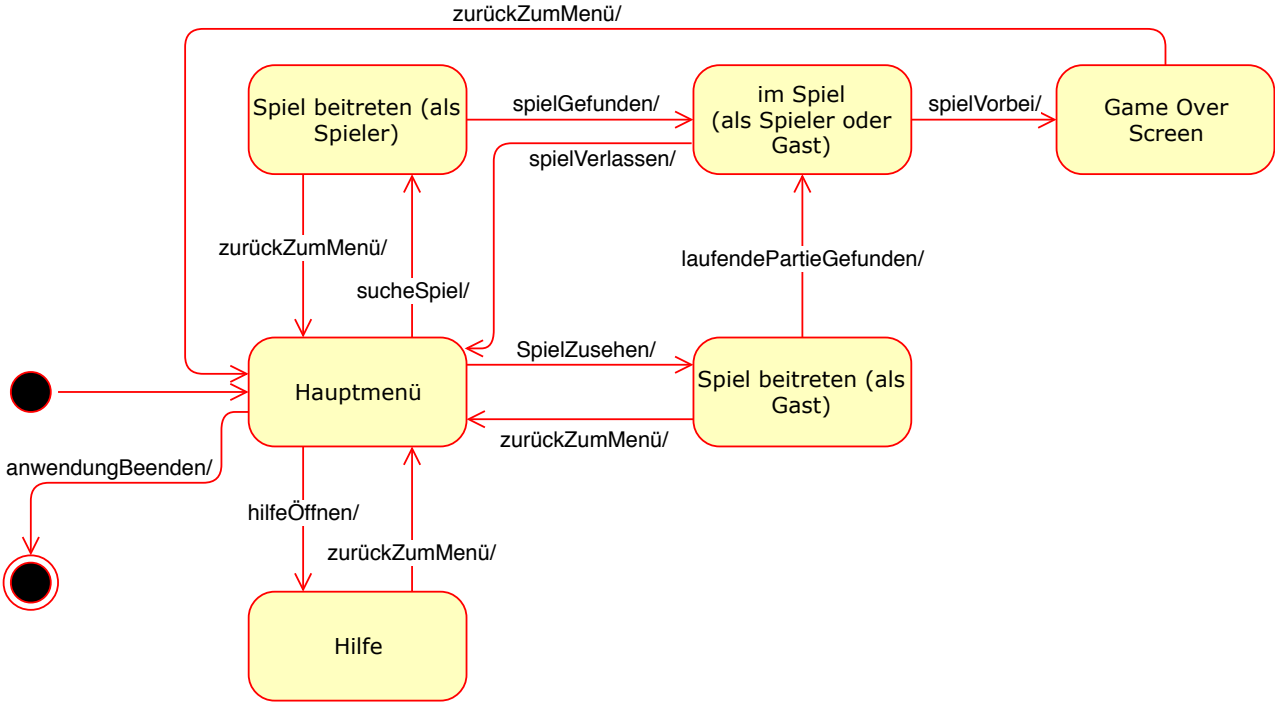 zurückZumMenü/
Spiel beitreten (als
Spieler)
spielGefunden/
im Spiel
(als Spieler oder
Gast)
spielVorbei/
Game Over
Screen
spielVerlassen/
zurückZumMenü/
sucheSpiel/
laufendePartieGefunden/
Hauptmenü
SpielZusehen/
Spiel beitreten (als
Gast)
zurückZumMenü/
anwendungBeenden/
hilfeÖffnen/
zurückZumMenü/
Hilfe